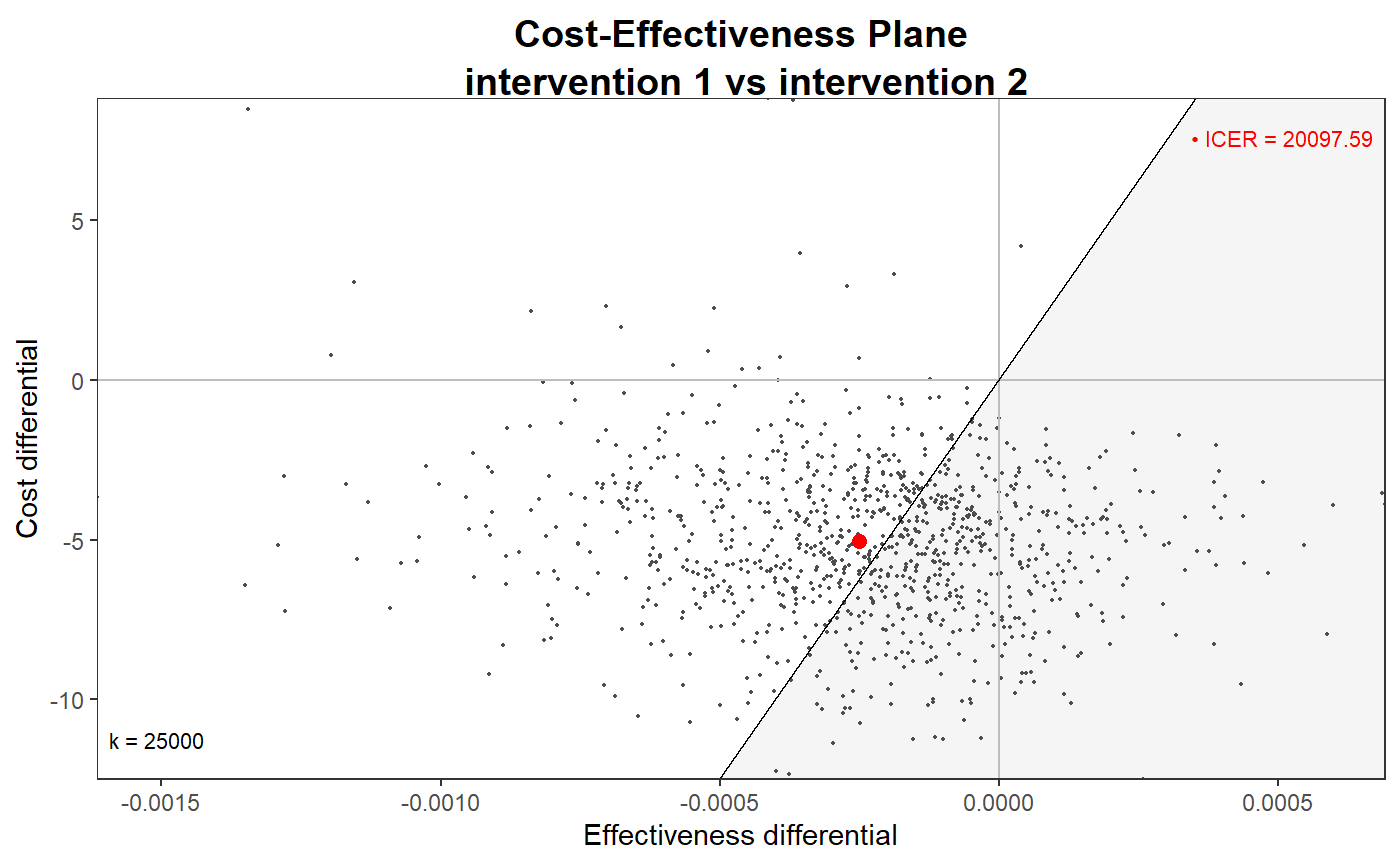 Cost-Effectiveness Plane
intervention 1 vs intervention 2
• ICER = 20097.59
5
0
-5
-10
Cost differential
k = 25000
-0.0015
-0.0010
-0.0005
0.0000
0.0005
Effectiveness differential